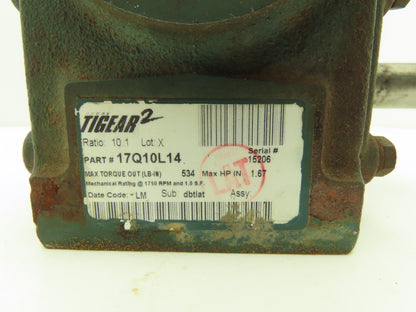 TIGEAR2
Ratio: 10:1 Lot: X
Serial #
PART # 17Q10L14 16206
MAX TORQUE OUT (LB-IN) 534 Max HP IN 1.67
Mechanical Rating @ 1750 RPM and 1.0 S.F.
Date Code: -LM Sub: dbtlat Assy: